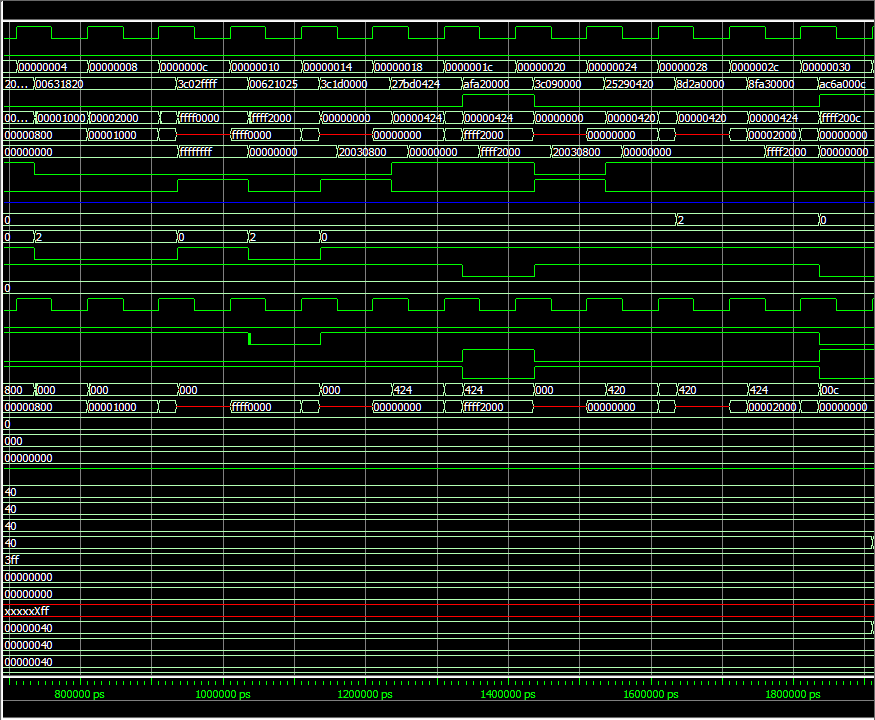 00000004 00000008 0000000c 00000010 00000014 00000018 0000001c 00000020 00000024 00000028 0000002c 00000030
20... 00631820 3c02ffff 00621025 3c1d0000 27bd0424 afa20000 3c090000 25290420 8d2a0000 8fa30000 ac6a000c
00... 00001000 00002000 ffff0000 ffff2000 00000000 00000424 00000424 00000000 00000420 00000420 00000424 ffff200c
00000800 00001000 ffff0000 00000000 ffff2000 00000000 00002000 00000000
00000000 ffffffff 00000000 20030800 00000000 ffff2000 20030800 00000000 ffff2000 00000000
0 2 0
0 2 0 2 0
0
800 000 000 000 000 424 424 000 420 420 424 00c
00000800 00001000 ffff0000 00000000 ffff2000 00000000 00002000 00000000
0
000
00000000
40
40
40
40
3ff
00000000
00000000
xxxxxXff
00000040
00000040
00000040
800000 ps 1000000 ps 1200000 ps 1400000 ps 1600000 ps 1800000 ps